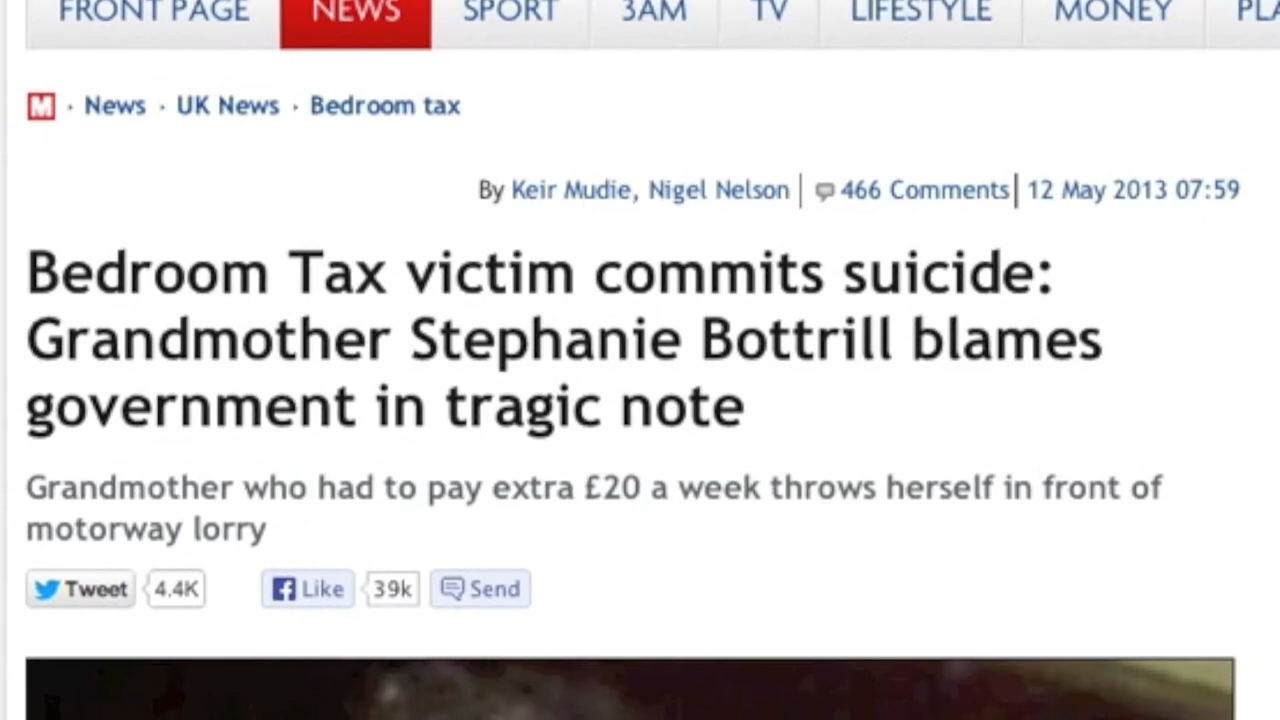 FRONT PAGE NEWS SPORT 3AM TV LIFESTYLE MONEY
M · News · UK News · Bedroom tax
By Keir Mudie, Nigel Nelson | 466 Comments | 12 May 2013 07:59
Bedroom Tax victim commits suicide:
Grandmother Stephanie Bottrill blames
government in tragic note
Grandmother who had to pay extra £20 a week throws herself in front of
motorway lorry
Tweet 4.4K Like 39k Send